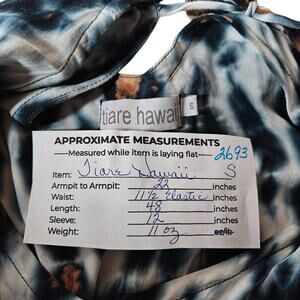 tiare hawaii
S
APPROXIMATE MEASUREMENTS
-----Measured while item is laying flat----- 2693
Item: Tiare Hawaii S
Armpit to Armpit: 22 inches
Waist: 11 1/2 Elastic inches
Length: 48 inches
Sleeve: 12 inches
Weight: 11 oz oz/lb